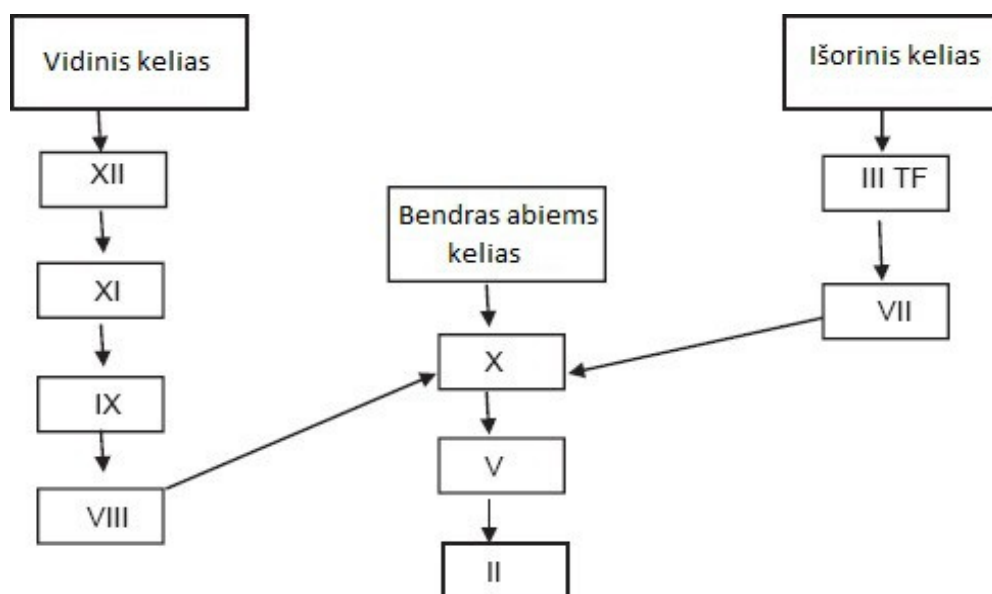 Vidinis kelias
Išorinis kelias
XII
III TF
Bendras abiems
kelias
XI
VII
X
IX
V
VIII
II